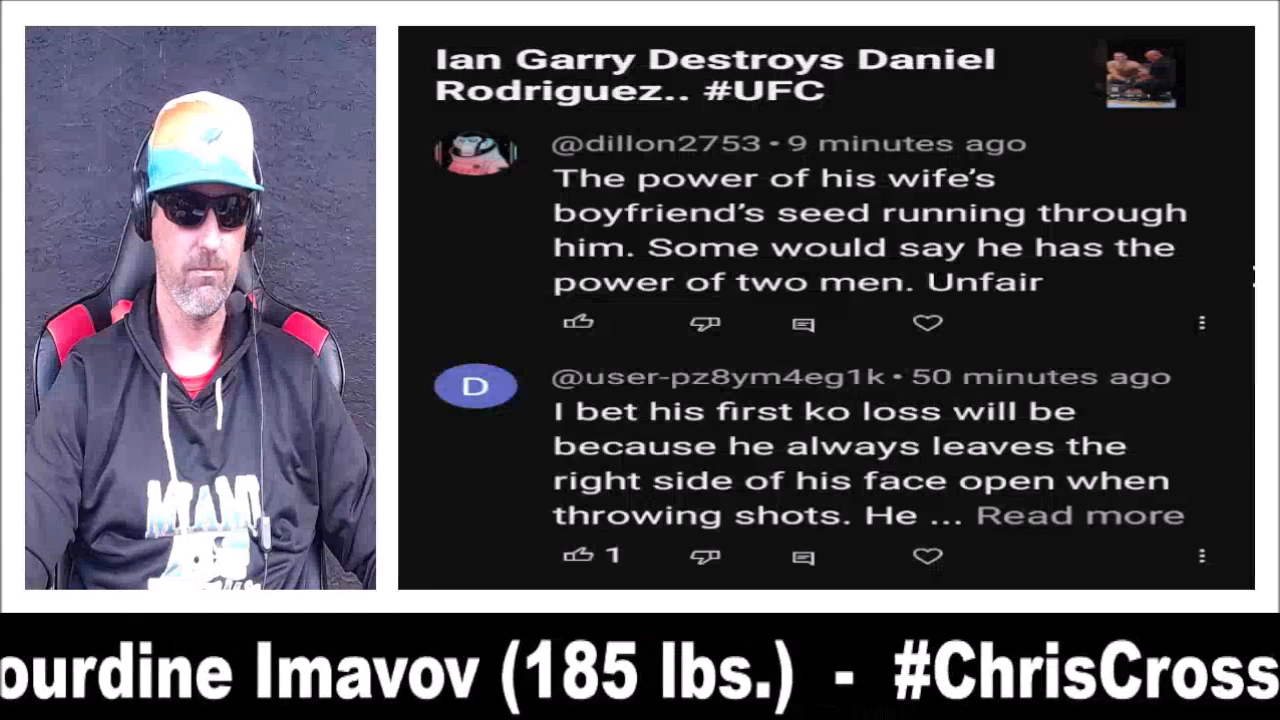 Ian Garry Destroys Daniel
Rodriguez.. #UFC
@dillon2753 • 9 minutes ago
The power of his wife’s
boyfriend’s seed running through
him. Some would say he has the
power of two men. Unfair
D
@user-pz8ym4eg1k • 50 minutes ago
I bet his first ko loss will be
because he always leaves the
right side of his face open when
throwing shots. He ... Read more
1
MIAMI
ourdine Imavov (185 lbs.) - #ChrisCross